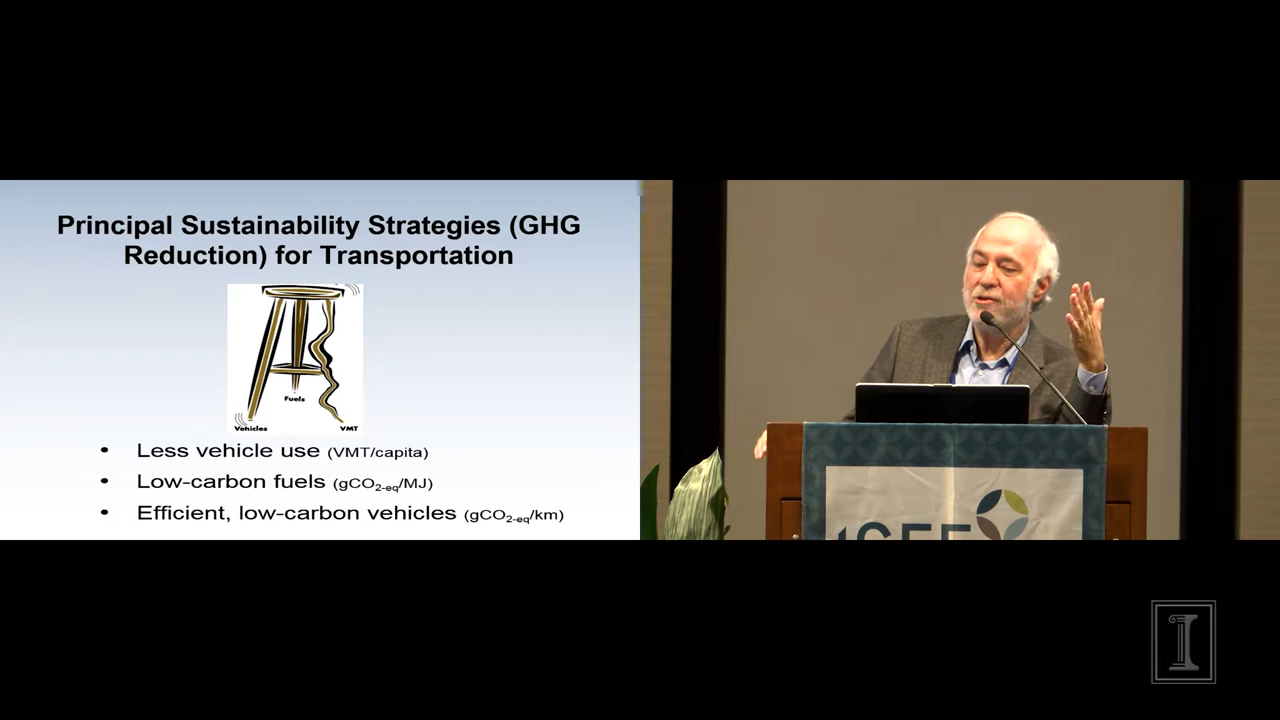 Principal Sustainability Strategies (GHG
Reduction) for Transportation
Fuels
Vehicles
VMT
• Less vehicle use (VMT/capita)
• Low-carbon fuels (gCO2-eq/MJ)
• Efficient, low-carbon vehicles (gCO2-eq/km)
iSEE
I